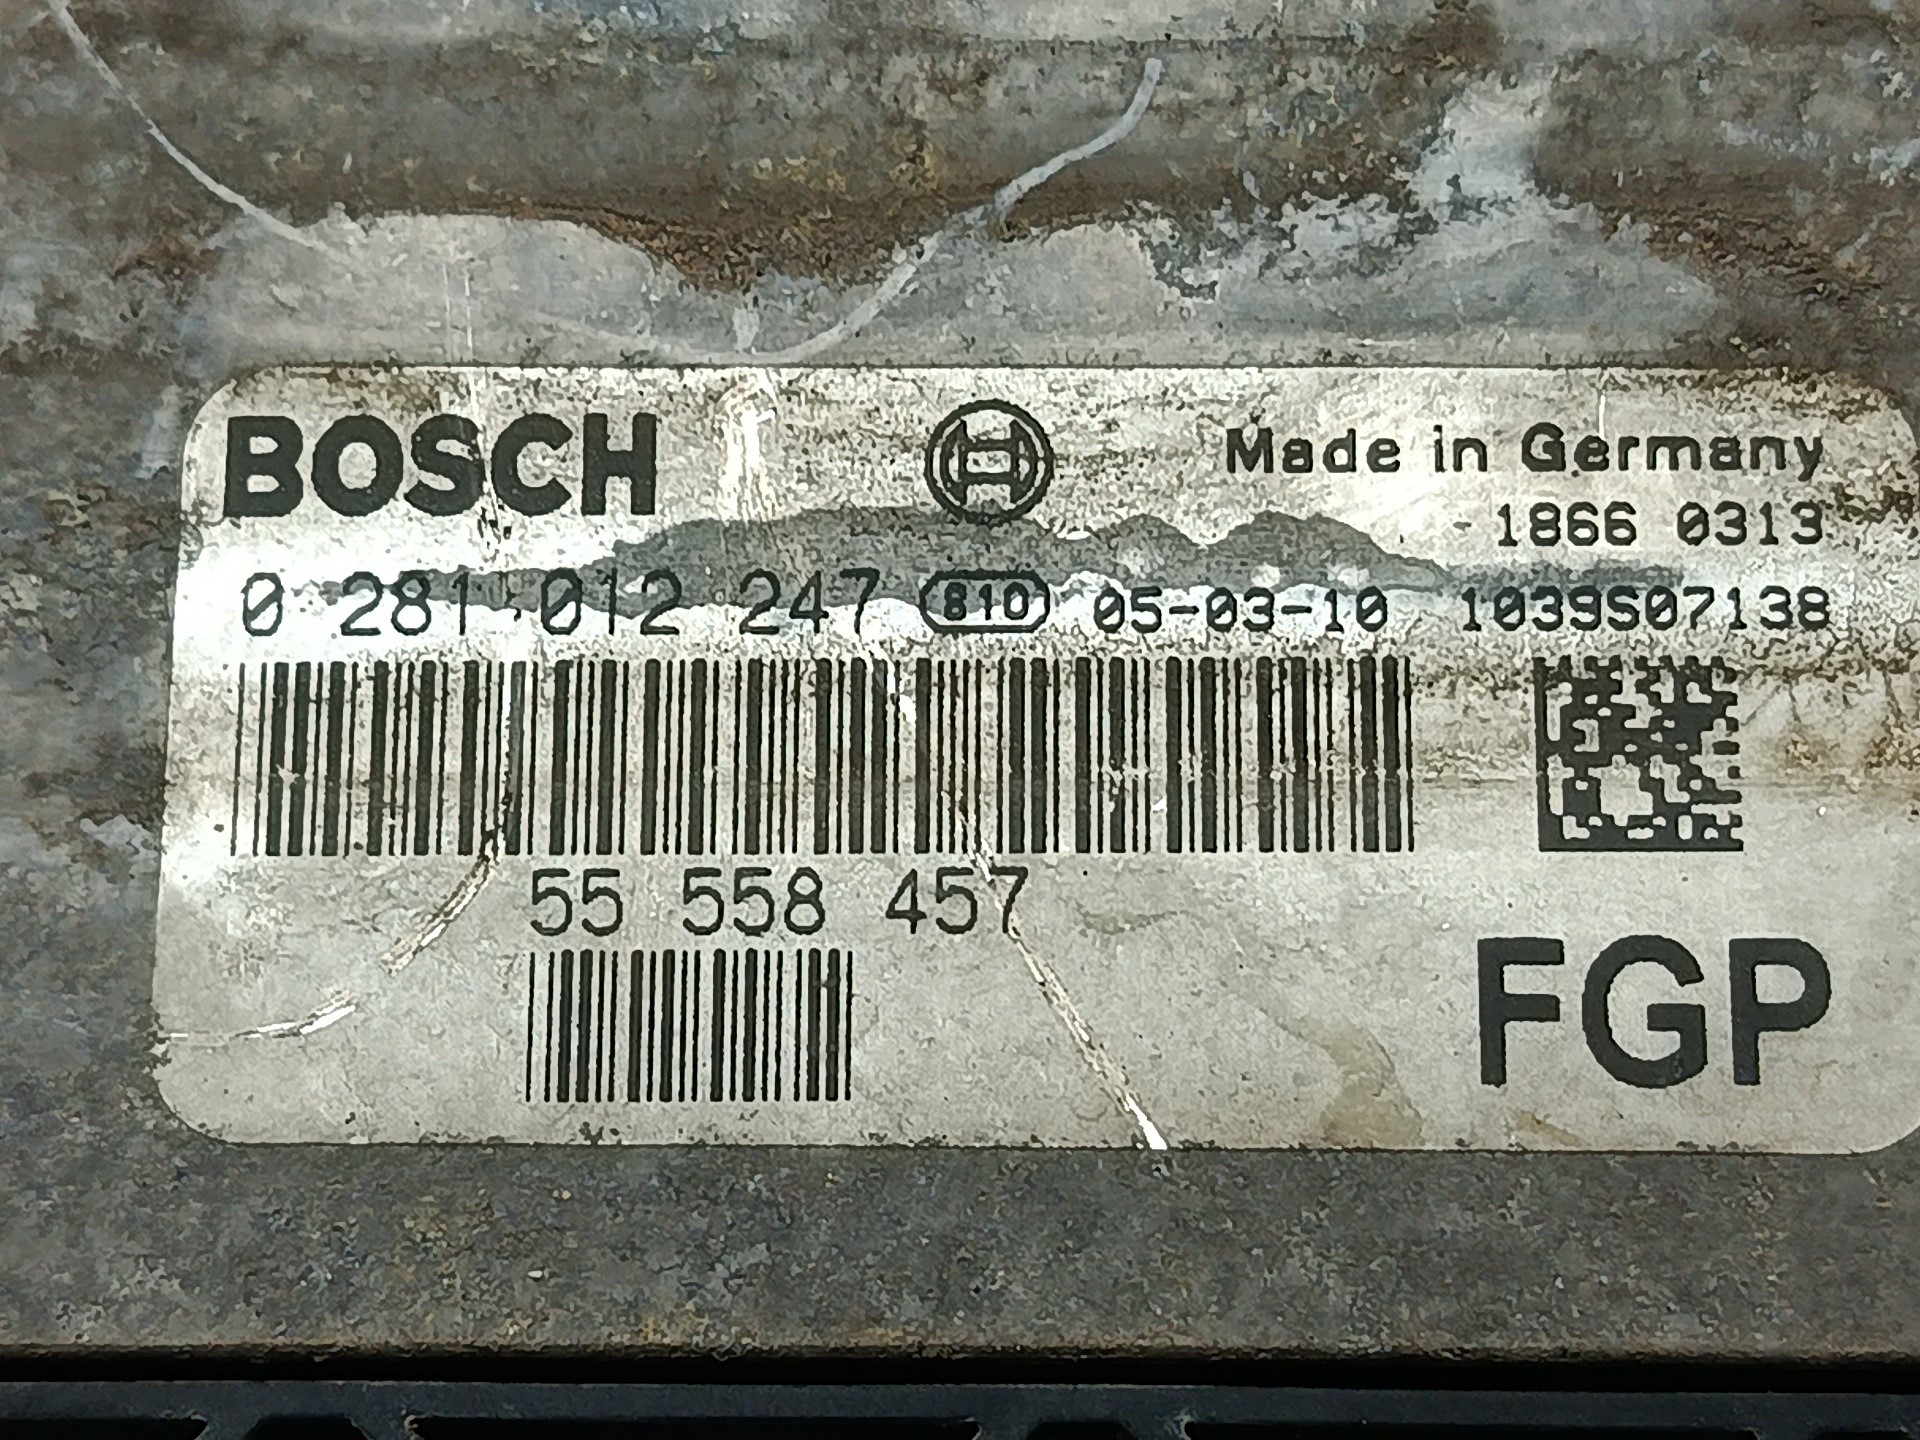 BOSCH Made in Germany
1866 0313
0 281 012 247 810 05-03-10 1039S07138
55 558 457
FGP